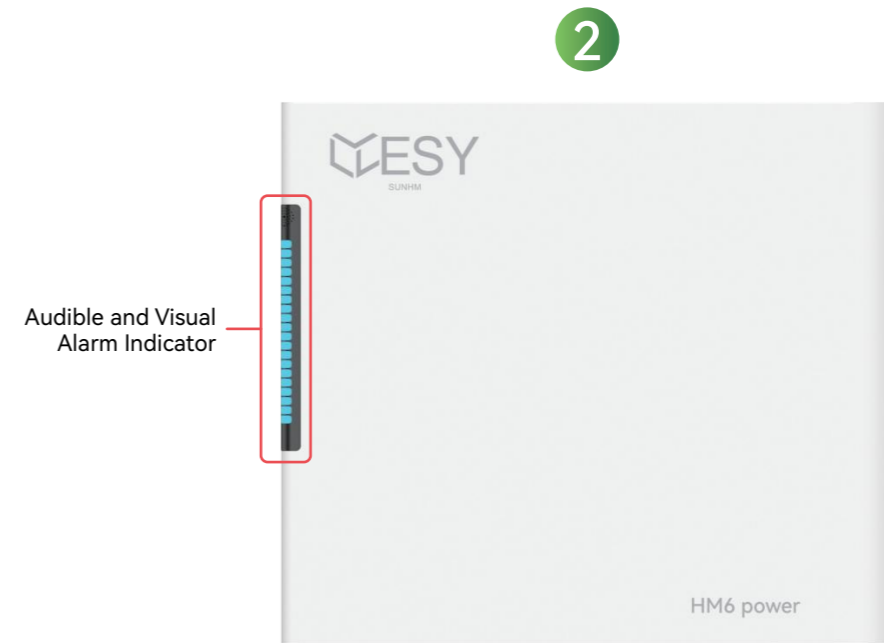 2
ESY
SUNHM
Audible and Visual
Alarm Indicator
HM6 power